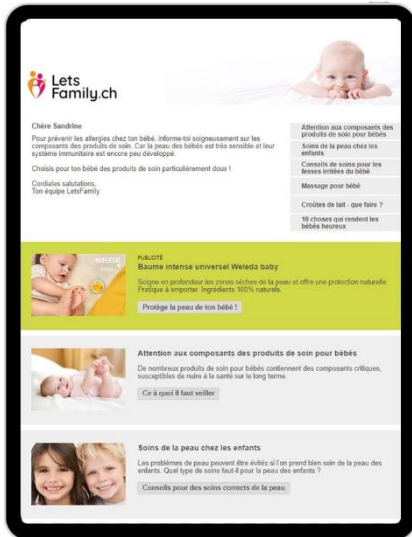 Lets
Family.ch
Chère Sandrine
Pour prévenir les allergies chez ton bébé, informe-toi soigneusement sur les
composants des produits de soin. Car la peau des bébés est très sensible et leur
système immunitaire est encore peu développé.
Choisis pour ton bébé des produits de soin particulièrement doux !
Cordiales salutations,
Ton équipe LetsFamily
Attention aux composants des
produits de soin pour bébés
Soins de la peau chez les
enfants
Conseils de soins pour les
fesses irritées du bébé
Massage pour bébé
Croûtes de lait - que faire ?
10 choses qui rendent les
bébés heureux
WELEDA
PUBLICITÉ
Baume intense universel Weleda baby
Soigne en profondeur les zones sèches de la peau et offre une protection naturelle.
Pratique à emporter. Ingrédients 100% naturels.
Protège la peau de ton bébé !
Attention aux composants des produits de soin pour bébés
De nombreux produits de soin pour bébés contiennent des composants critiques,
susceptibles de nuire à la santé sur le long terme.
Ce à quoi il faut veiller
Soins de la peau chez les enfants
Les problèmes de peau peuvent être évités si l'on prend bien soin de la peau des
enfants. Quel type de soins faut-il pour la peau des enfants ?
Conseils pour des soins corrects de la peau